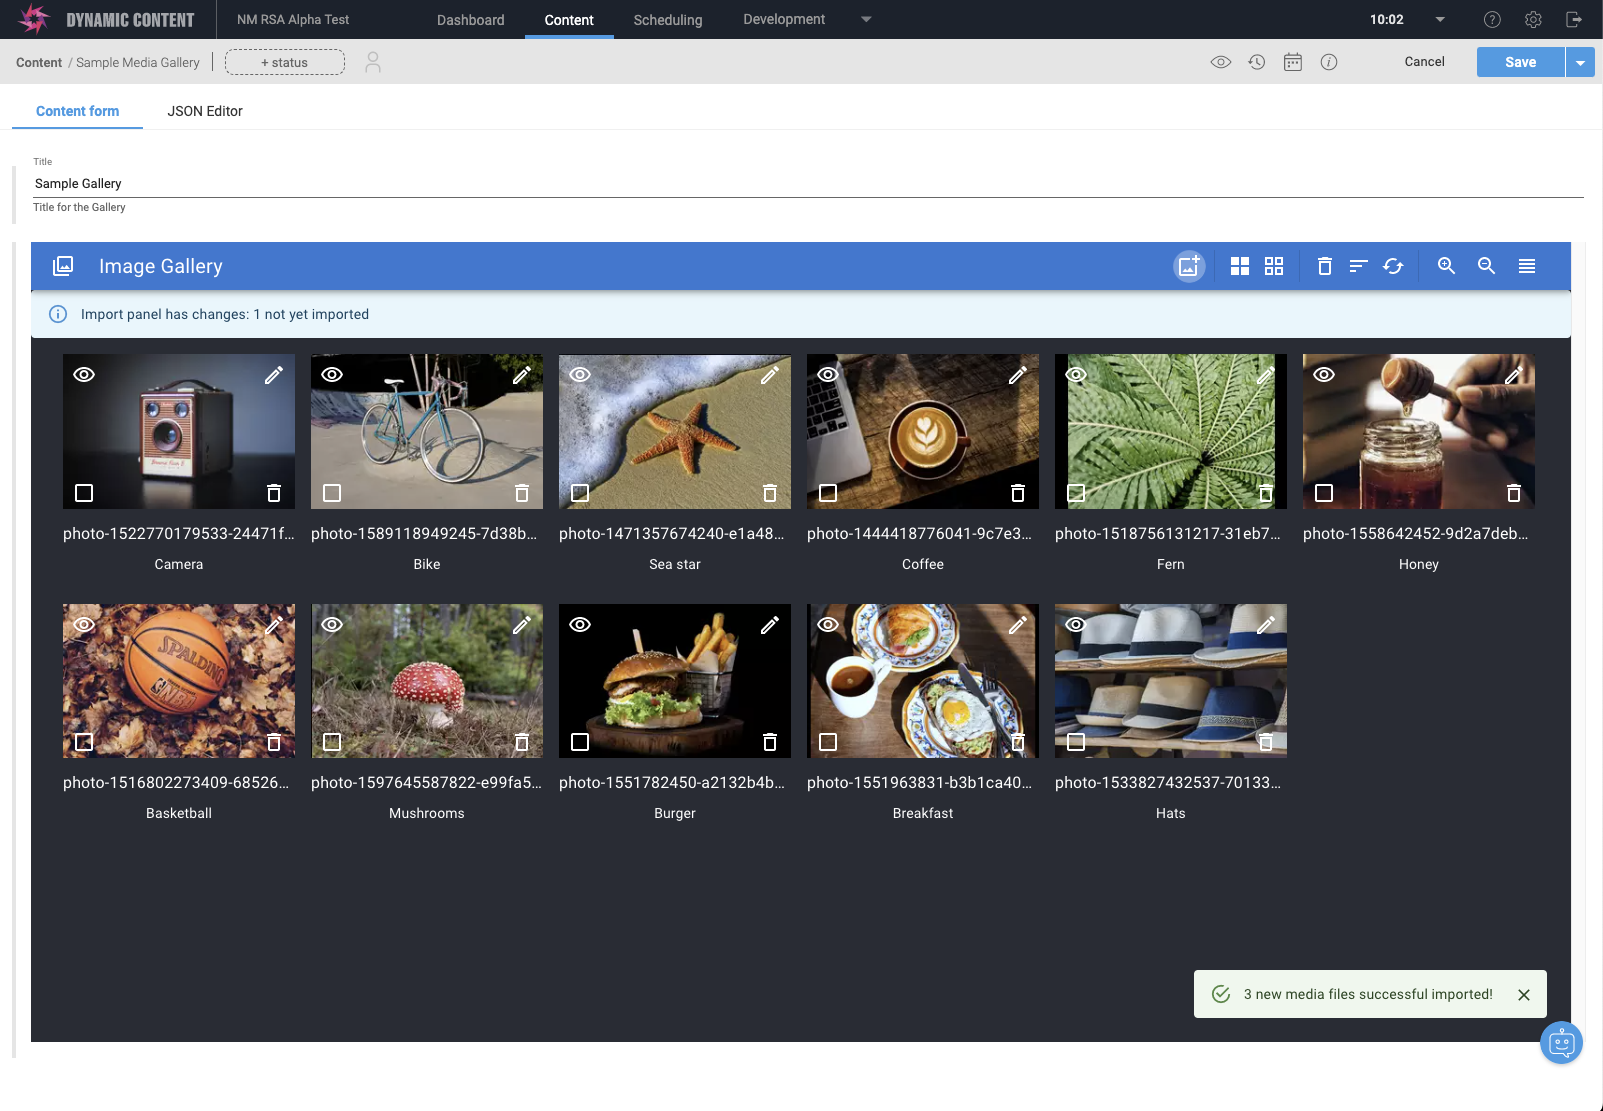 DYNAMIC CONTENT
NM RSA Alpha Test
Dashboard
Content
Scheduling
Development
10:02
Content / Sample Media Gallery
+ status
Cancel
Save
Content form
JSON Editor
Title
Sample Gallery
Title for the Gallery
Image Gallery
Import panel has changes: 1 not yet imported
photo-1522770179533-24471f...
photo-1589118949245-7d38b...
photo-1471357674240-e1a48...
photo-1444418776041-9c7e3...
photo-1518756131217-31eb7...
photo-1558642452-9d2a7deb...
Camera
Bike
Sea star
Coffee
Fern
Honey
SPALDING
NBA
photo-1516802273409-68526...
photo-1597645587822-e99fa5...
photo-1551782450-a2132b4b...
photo-1551963831-b3b1ca40...
photo-1533827432537-70133...
Basketball
Mushrooms
Burger
Breakfast
Hats
3 new media files successful imported!